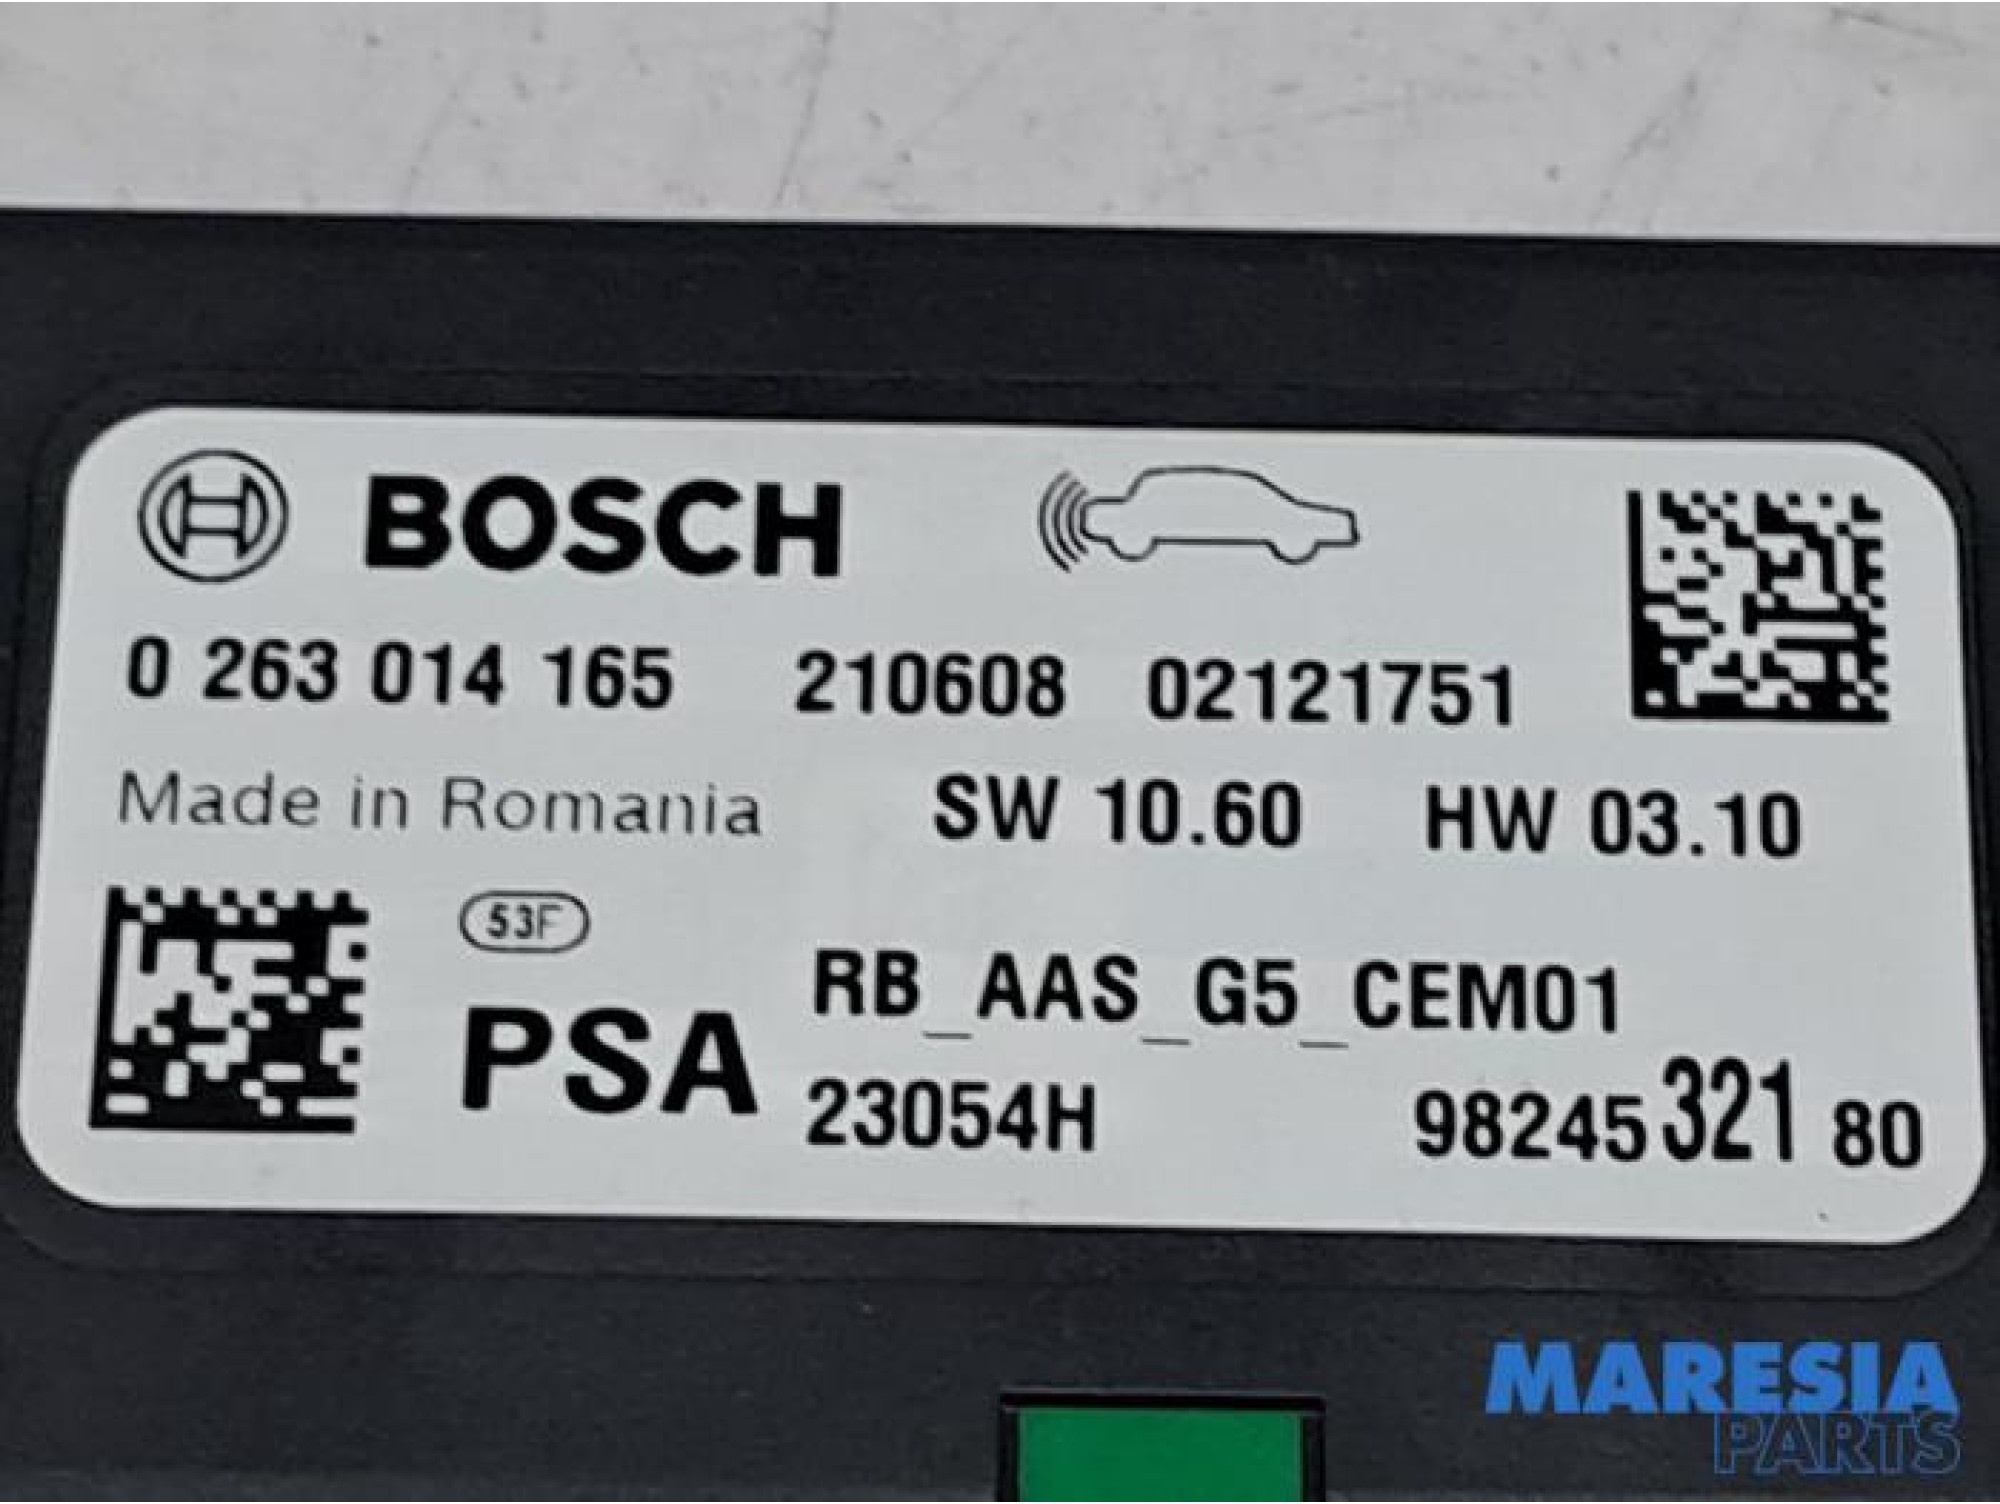 BOSCH
0 263 014 165 210608 02121751
Made in Romania SW 10.60 HW 03.10
53F
RB_AAS_G5_CEM01
PSA 23054H 98245 321 80
MARESIA
PARTS